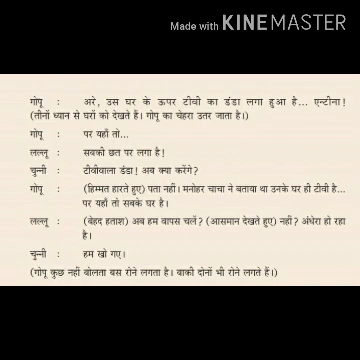 Made with KINEMASTER
गोपू : अरे, उस घर के ऊपर टीवी का डंडा लगा हुआ है... एन्टीना!
(तीनों ध्यान से घरों को देखते हैं। गोपू का चेहरा उतर जाता है।)
गोपू : पर यहाँ तो...
लल्लू : सबकी छत पर लगा है!
चुन्नी : टीवीवाला डंडा! अब क्या करेंगे?
गोपू : (हिम्मत हारते हुए) पता नहीं। मनोहर चाचा ने बताया था उनके घर ही टीवी है...
पर यहाँ तो सबके घर है।
लल्लू : (बेहद हताश) अब हम वापस चलें? (आसमान देखते हुए) नहीं? अंधेरा हो रहा
है।
चुन्नी : हम खो गए।
(गोपू कुछ नहीं बोलता बस रोने लगता है। बाकी दोनों भी रोने लगते हैं।)